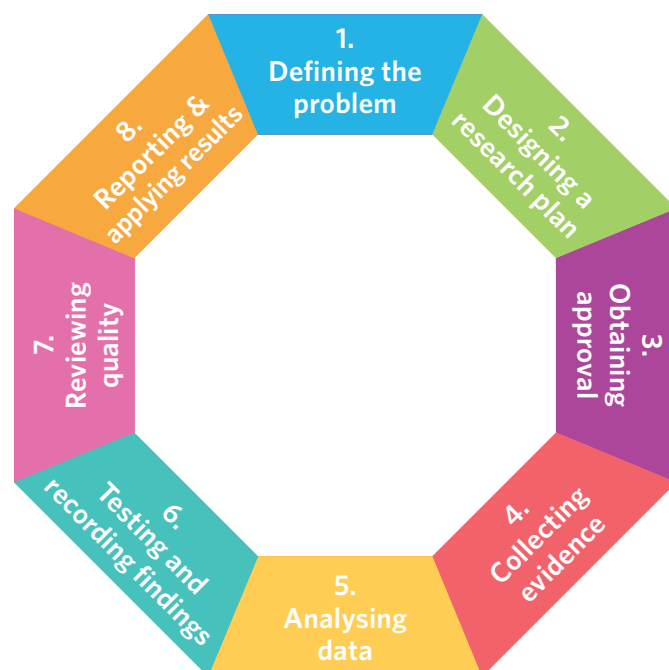 1.
Defining the
problem
2.
Designing a
research plan
3.
Obtaining
approval
4.
Collecting
evidence
5.
Analysing
data
6.
Testing and
recording findings
7.
Reviewing
quality
8.
Reporting &
applying results